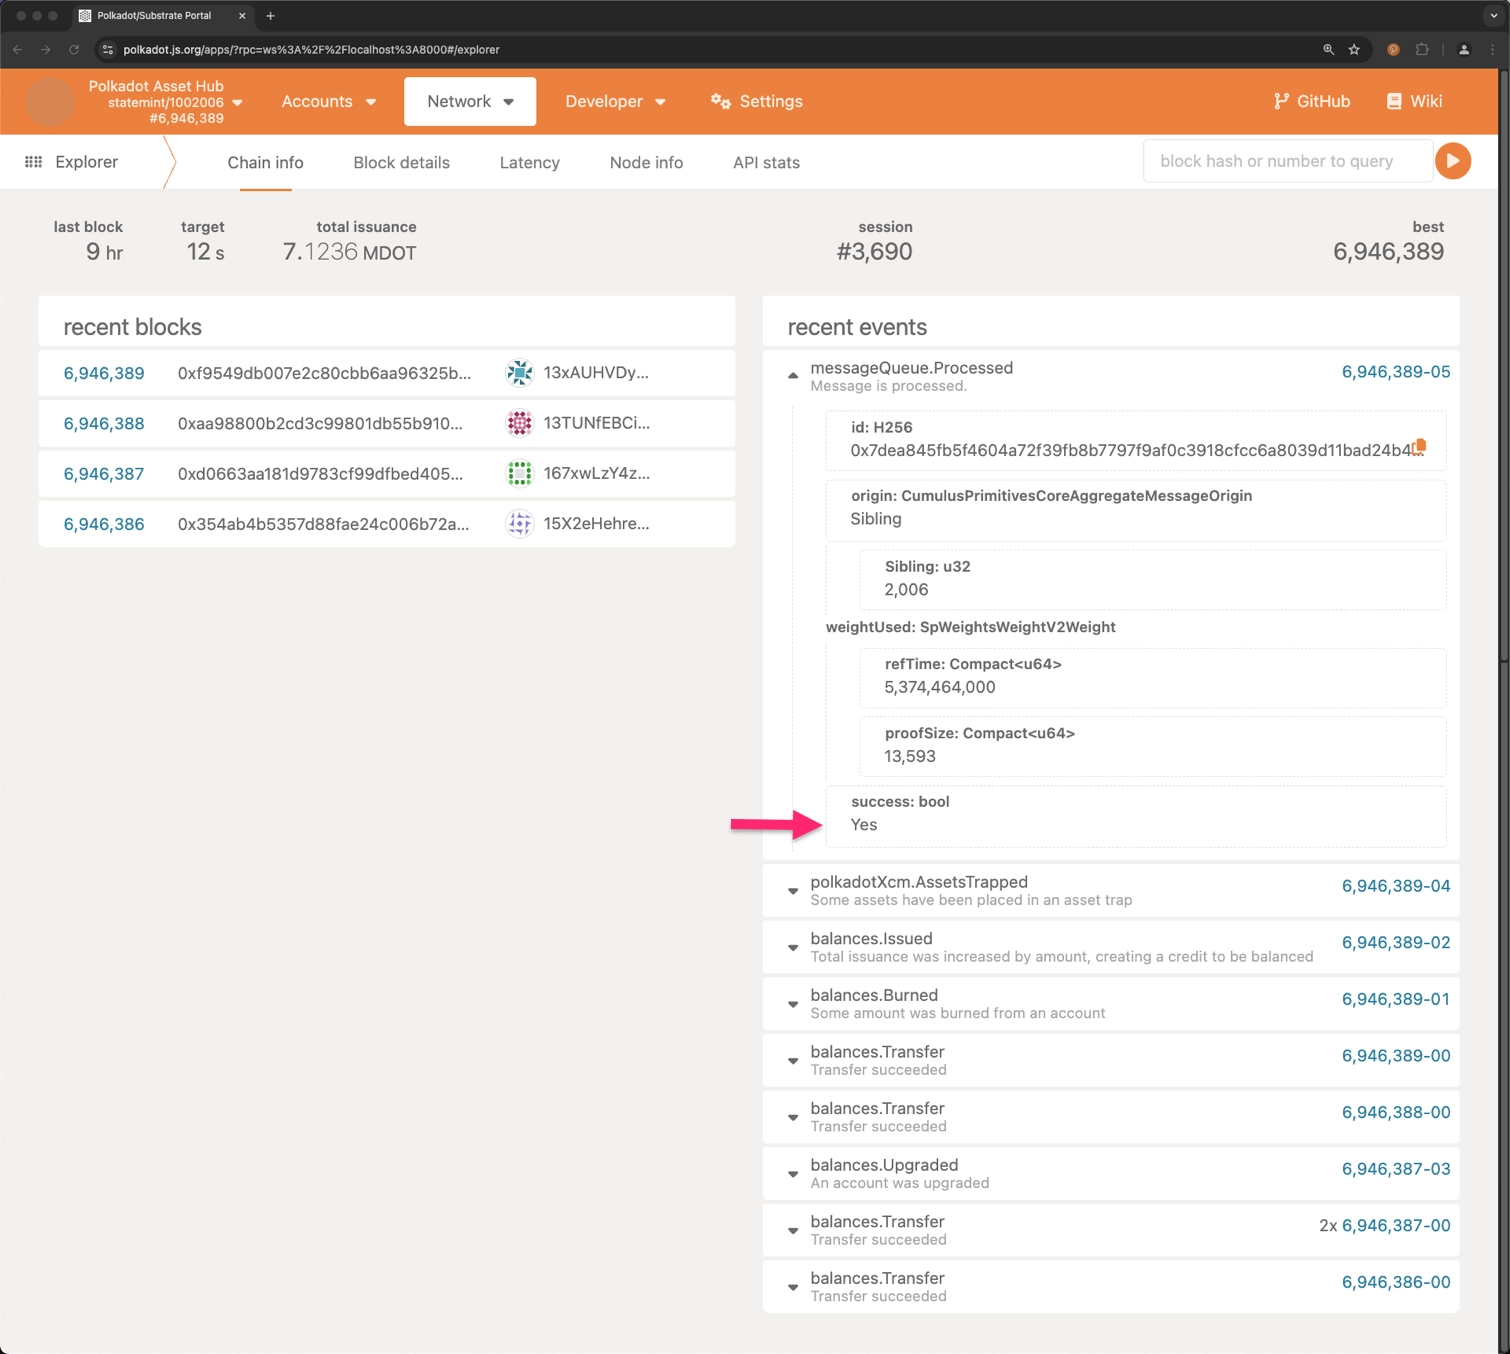 Polkadot/Substrate Portal
polkadot.js.org/apps/?rpc=ws%3A%2F%2Flocalhost%3A8000#/explorer
Polkadot Asset Hub
statemint/1002006
#6,946,389
Accounts
Network
Developer
Settings
GitHub
Wiki
Explorer
Chain info
Block details
Latency
Node info
API stats
block hash or number to query
last block
9 hr
target
12 s
total issuance
7.1236 MDOT
session
#3,690
best
6,946,389
recent blocks
6,946,389 0xf9549db007e2c80cbb6aa96325b... 13xAUHVDy...
6,946,388 0xaa98800b2cd3c99801db55b910... 13TUNfEBCi...
6,946,387 0xd0663aa181d9783cf99dfbed405... 167xwLzY4z...
6,946,386 0x354ab4b5357d88fae24c006b72a... 15X2eHehre...
recent events
messageQueue.Processed 6,946,389-05
Message is processed.
id: H256
0x7dea845fb5f4604a72f39fb8b7797f9af0c3918cfcc6a8039d11bad24b4...
origin: CumulusPrimitivesCoreAggregateMessageOrigin
Sibling
Sibling: u32
2,006
weightUsed: SpWeightsWeightV2Weight
refTime: Compact<u64>
5,374,464,000
proofSize: Compact<u64>
13,593
success: bool
Yes
polkadotXcm.AssetsTrapped 6,946,389-04
Some assets have been placed in an asset trap
balances.Issued 6,946,389-02
Total issuance was increased by amount, creating a credit to be balanced
balances.Burned 6,946,389-01
Some amount was burned from an account
balances.Transfer 6,946,389-00
Transfer succeeded
balances.Transfer 6,946,388-00
Transfer succeeded
balances.Upgraded 6,946,387-03
An account was upgraded
balances.Transfer 2x 6,946,387-00
Transfer succeeded
balances.Transfer 6,946,386-00
Transfer succeeded